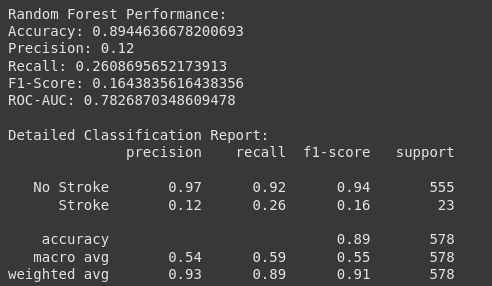 Random Forest Performance:
Accuracy: 0.8944636678200693
Precision: 0.12
Recall: 0.2608695652173913
F1-Score: 0.1643835616438356
ROC-AUC: 0.7826870348609478
Detailed Classification Report:
precision recall f1-score support
No Stroke 0.97 0.92 0.94 555
Stroke 0.12 0.26 0.16 23
accuracy 0.89 578
macro avg 0.54 0.59 0.55 578
weighted avg 0.93 0.89 0.91 578